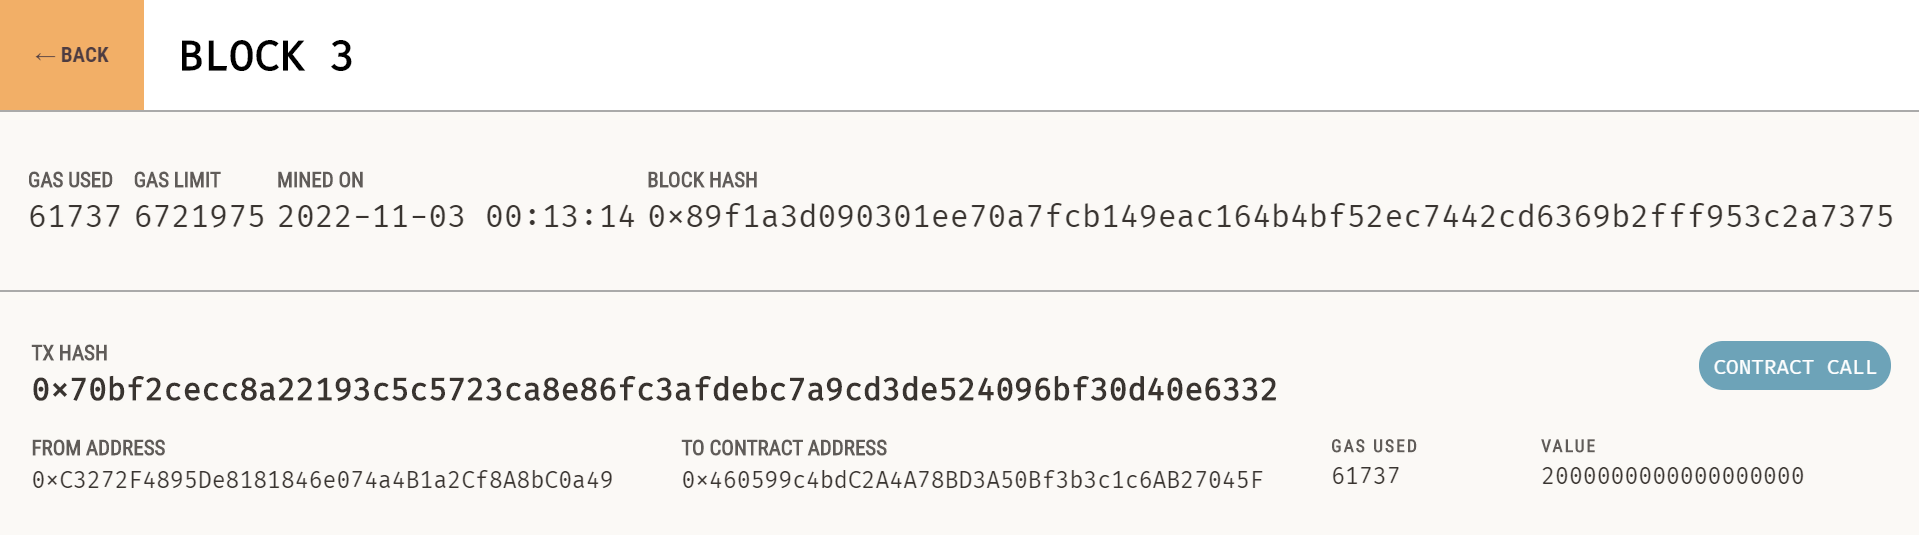 ← BACK
BLOCK 3
GAS USED GAS LIMIT MINED ON BLOCK HASH
61737 6721975 2022-11-03 00:13:14 0×89f1a3d090301ee70a7fcb149eac164b4bf52ec7442cd6369b2fff953c2a7375
TX HASH
0×70bf2cecc8a22193c5c5723ca8e86fc3afdebc7a9cd3de524096bf30d40e6332
CONTRACT CALL
FROM ADDRESS TO CONTRACT ADDRESS GAS USED VALUE
0×C3272F4895De8181846e074a4B1a2Cf8A8bC0a49 0×460599c4bdC2A4A78BD3A50Bf3b3c1c6AB27045F 61737 2000000000000000000